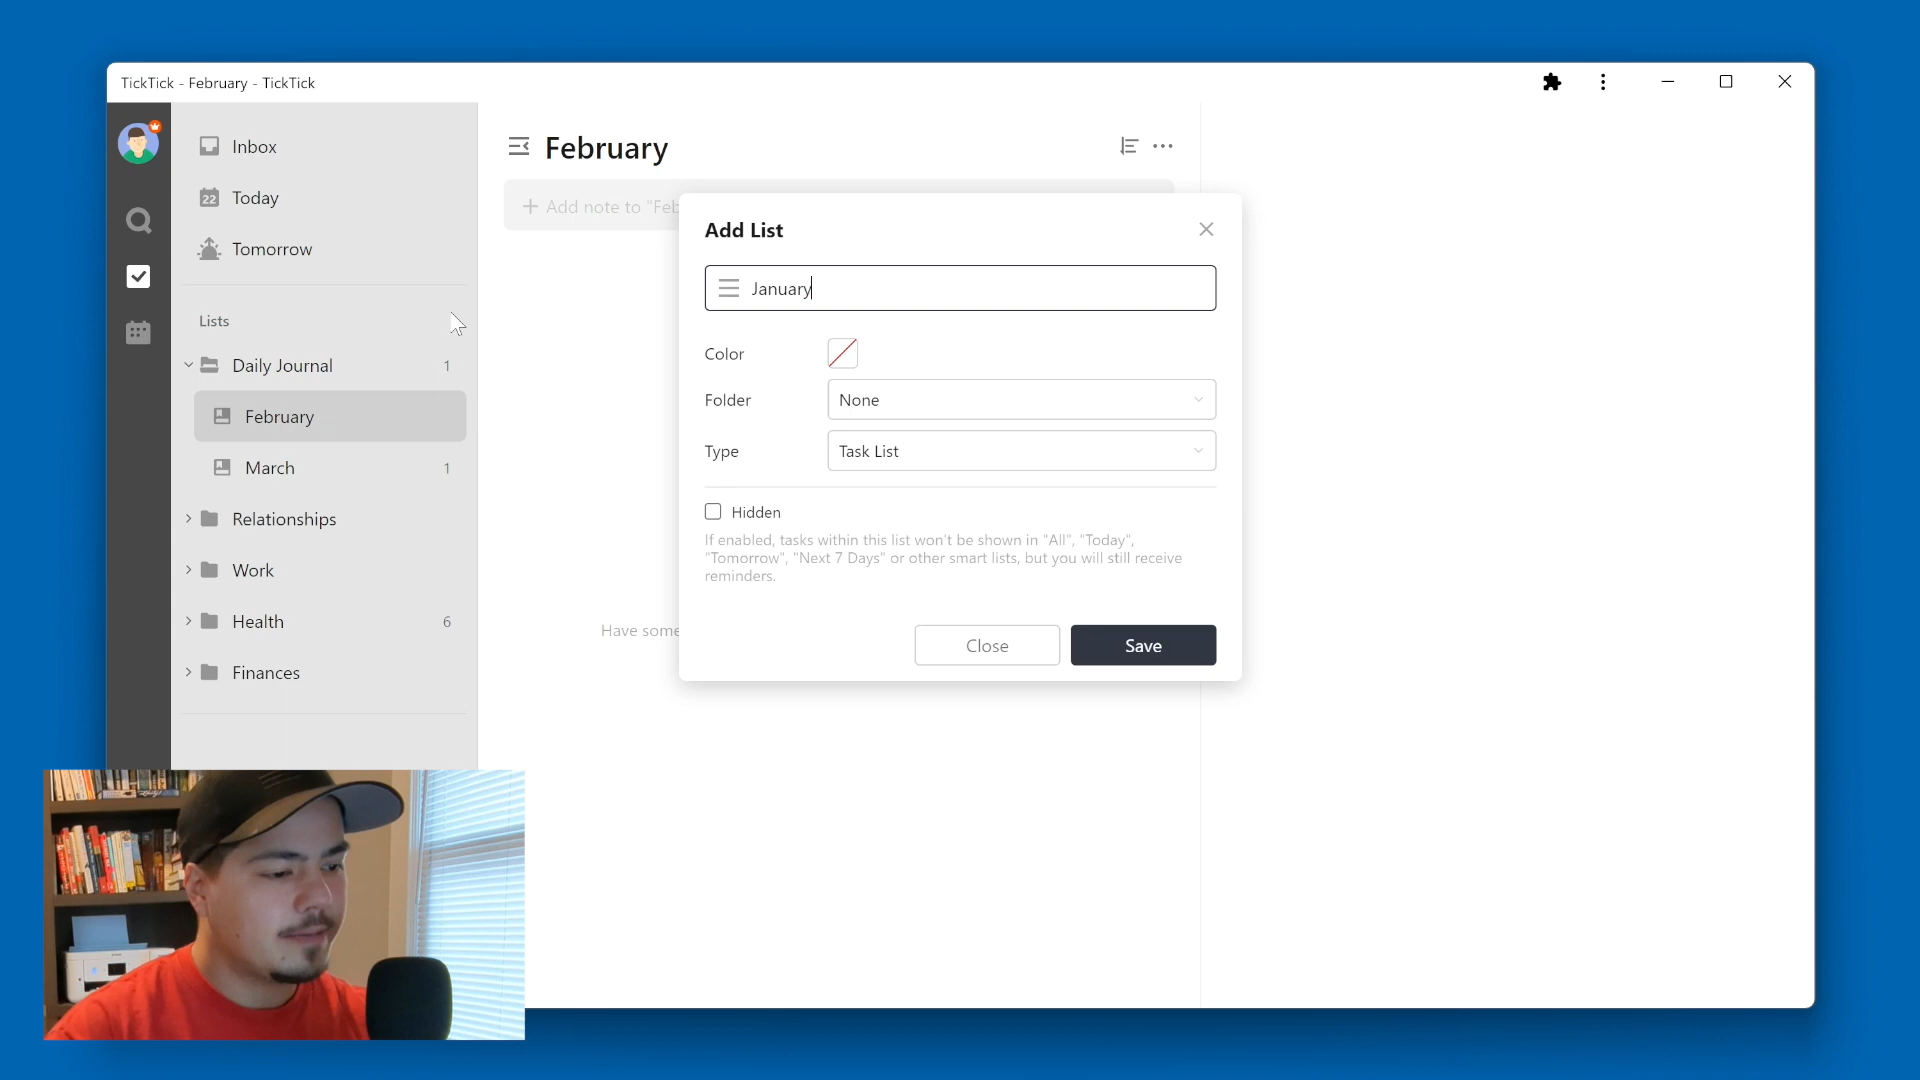 TickTick - February - TickTick
Inbox
22
Today
Tomorrow
Lists
Daily Journal 1
February
March 1
Relationships
Work
Health 6
Finances
February
+ Add note to "Feb
Have some
Add List
January
Color
Folder None
Type Task List
Hidden
If enabled, tasks within this list won't be shown in "All", "Today",
"Tomorrow", "Next 7 Days" or other smart lists, but you will still receive
reminders.
Close Save